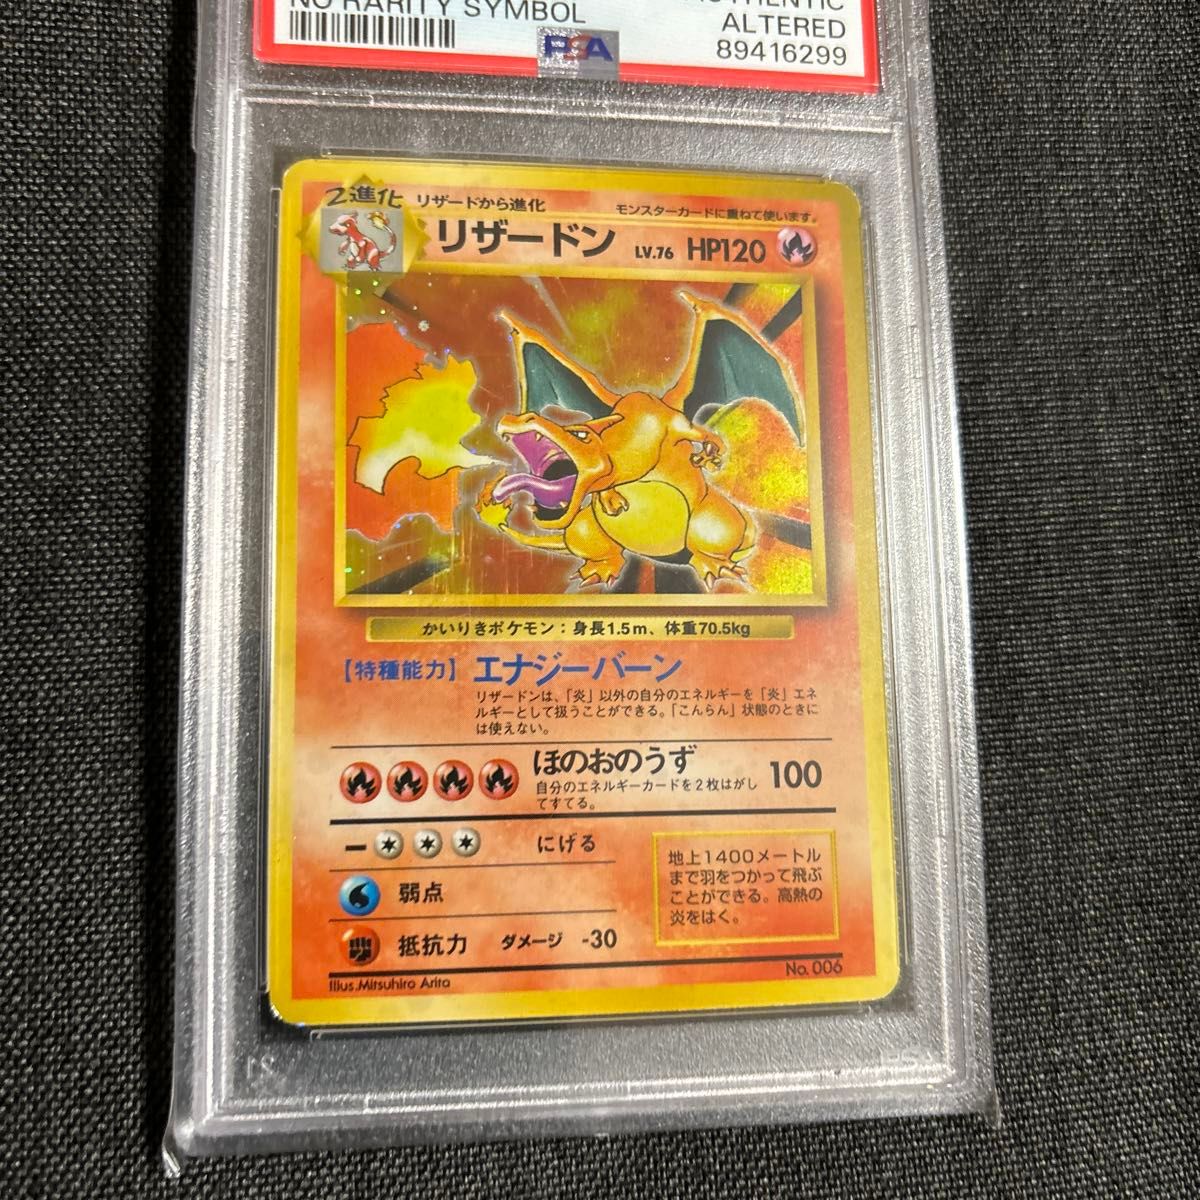 NO RARITY SYMBOL
ALTERED
PSA
89416299
2進化
リザードから進化
モンスターカードに重ねて使います。
リザードン LV.76 HP120
かいりきポケモン：身長1.5m、体重70.5kg
【特種能力】エナジーバーン
リザードンは、「炎」以外の自分のエネルギーを「炎」エネ
ルギーとして扱うことができる。「こんらん」状態のときに
は使えない。
ほのおのうず 100
自分のエネルギーカードを2枚はがし
てすてる。
にげる
弱点
抵抗力 ダメージ -30
地上1400メートル
まで羽をつかって飛ぶ
ことができる。高熱の
炎をはく。
Illus.Mitsuhiro Arita
No. 006